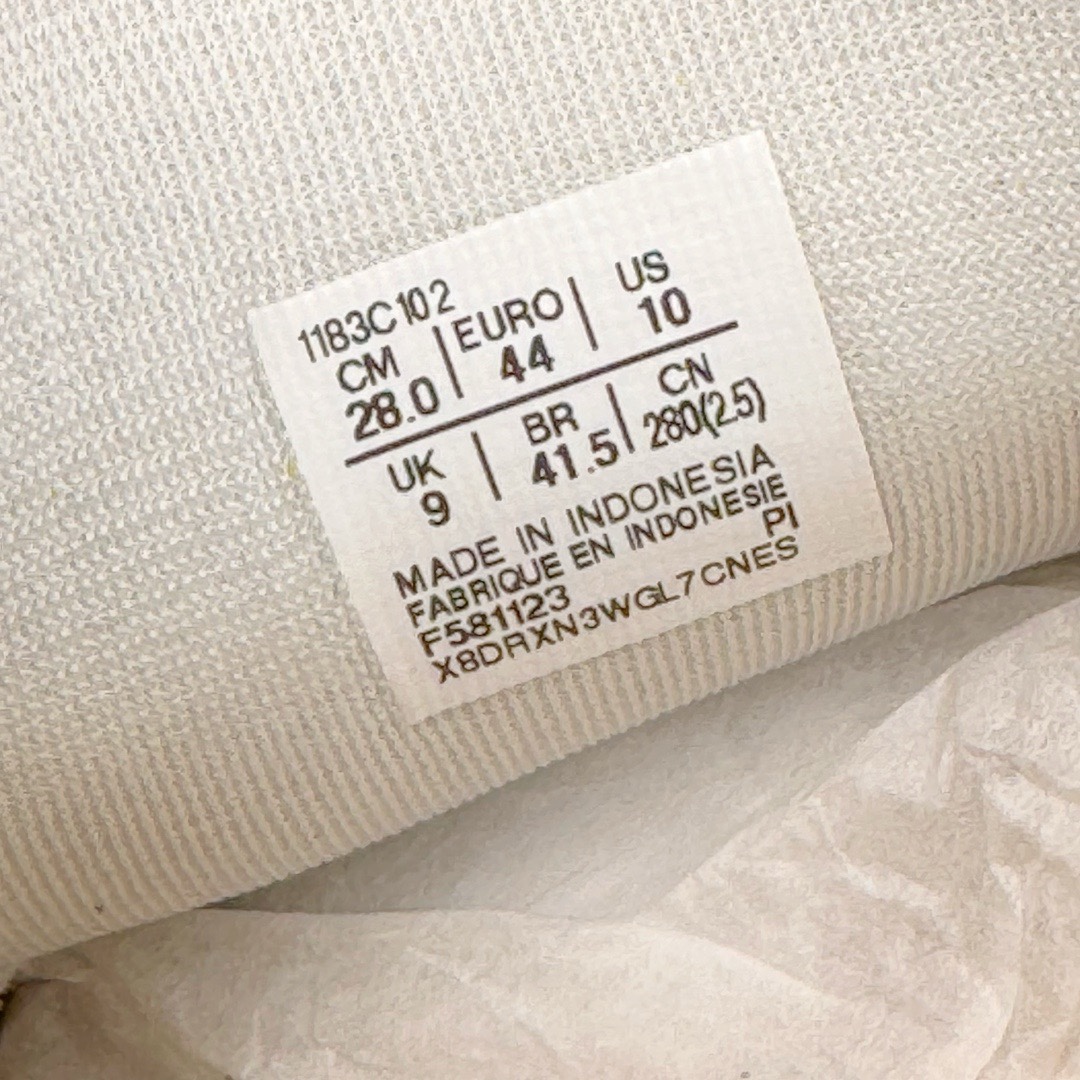 1183C102
CM | EURO | US
28.0 44 10
UK | BR | CN
9 41.5 280(2.5)
MADE IN INDONESIA
FABRIQUE EN INDONESIE
PI
F581123
X8DRXN3WGL7CNES